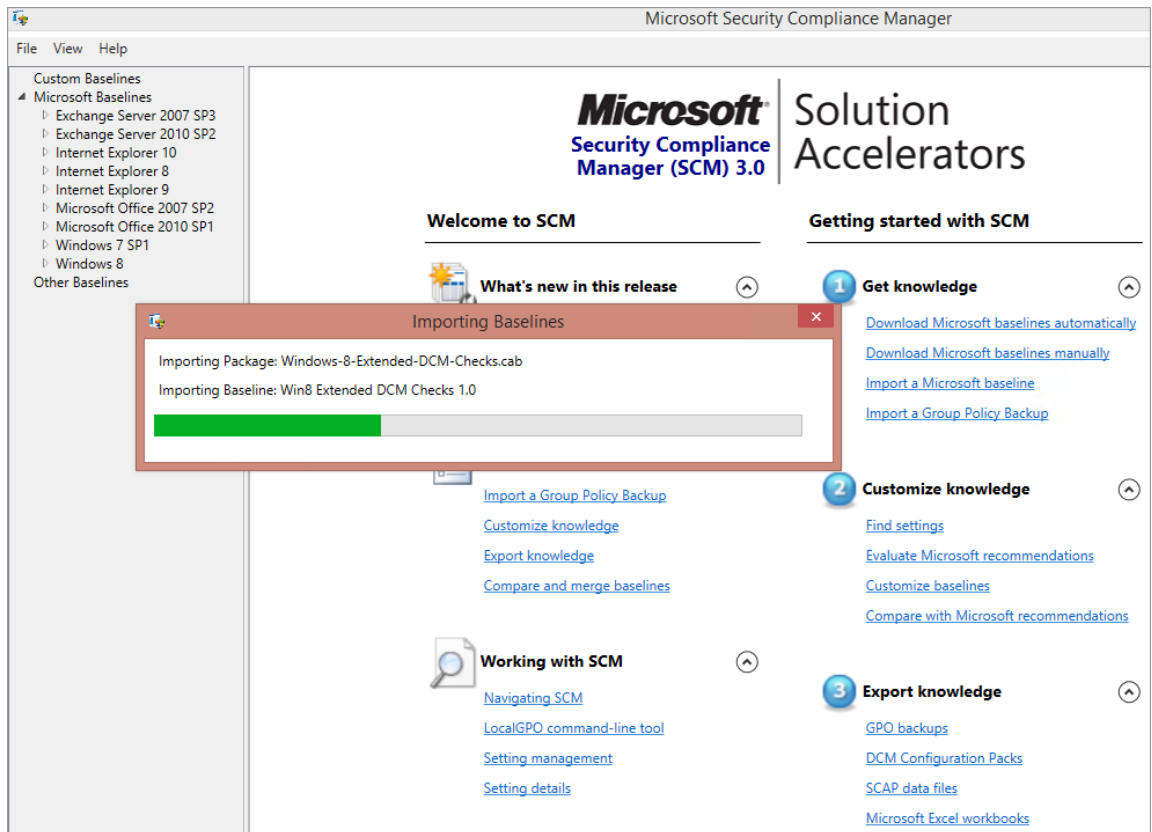 Microsoft Security Compliance Manager
File View Help
Custom Baselines
Microsoft Baselines
Exchange Server 2007 SP3
Exchange Server 2010 SP2
Internet Explorer 10
Internet Explorer 8
Internet Explorer 9
Microsoft Office 2007 SP2
Microsoft Office 2010 SP1
Windows 7 SP1
Windows 8
Other Baselines
Microsoft
Security Compliance
Manager (SCM) 3.0
Solution
Accelerators
Welcome to SCM
What's new in this release
Importing Baselines
Importing Package: Windows-8-Extended-DCM-Checks.cab
Importing Baseline: Win8 Extended DCM Checks 1.0
Import a Group Policy Backup
Customize knowledge
Export knowledge
Compare and merge baselines
Working with SCM
Navigating SCM
LocalGPO command-line tool
Setting management
Setting details
Getting started with SCM
1 Get knowledge
Download Microsoft baselines automatically
Download Microsoft baselines manually
Import a Microsoft baseline
Import a Group Policy Backup
2 Customize knowledge
Find settings
Evaluate Microsoft recommendations
Customize baselines
Compare with Microsoft recommendations
3 Export knowledge
GPO backups
DCM Configuration Packs
SCAP data files
Microsoft Excel workbooks